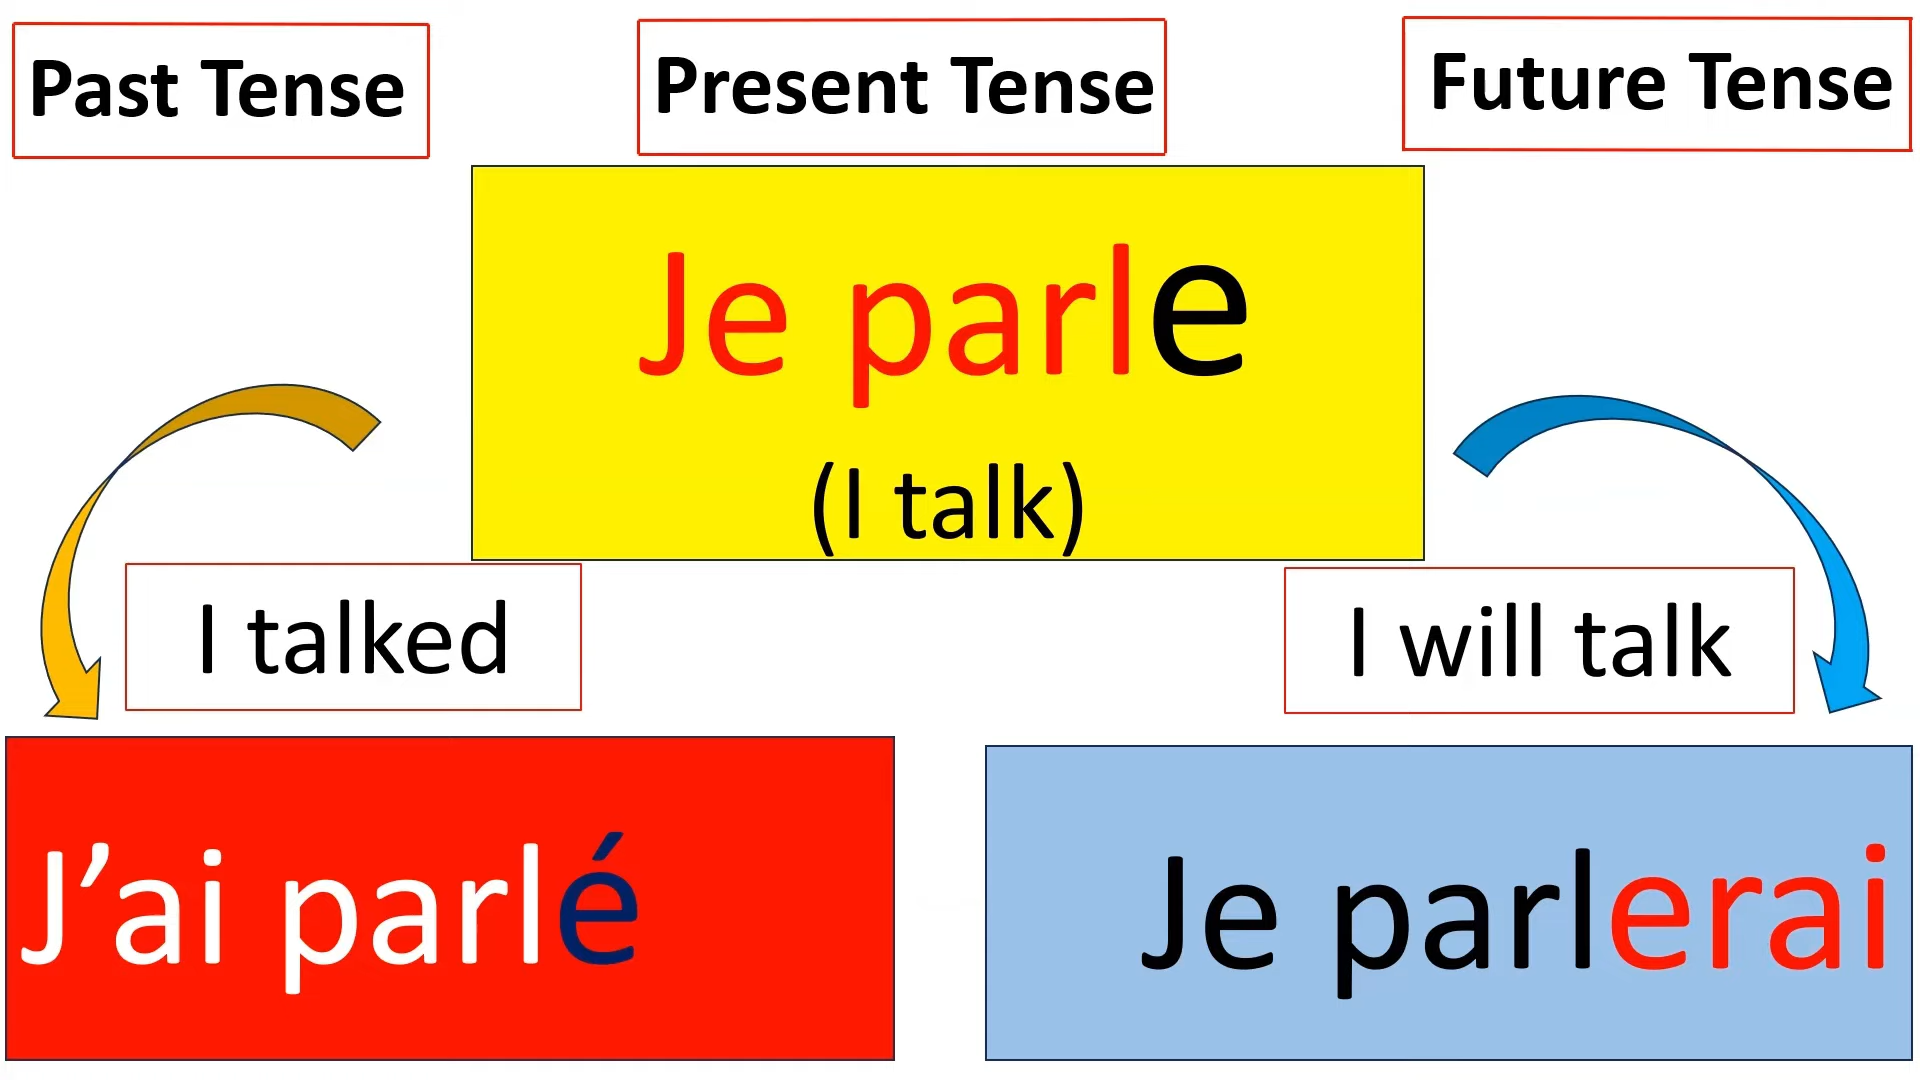 Past Tense
Present Tense
Future Tense
Je parle
(I talk)
I talked
I will talk
J’ai parlé
Je parlerai